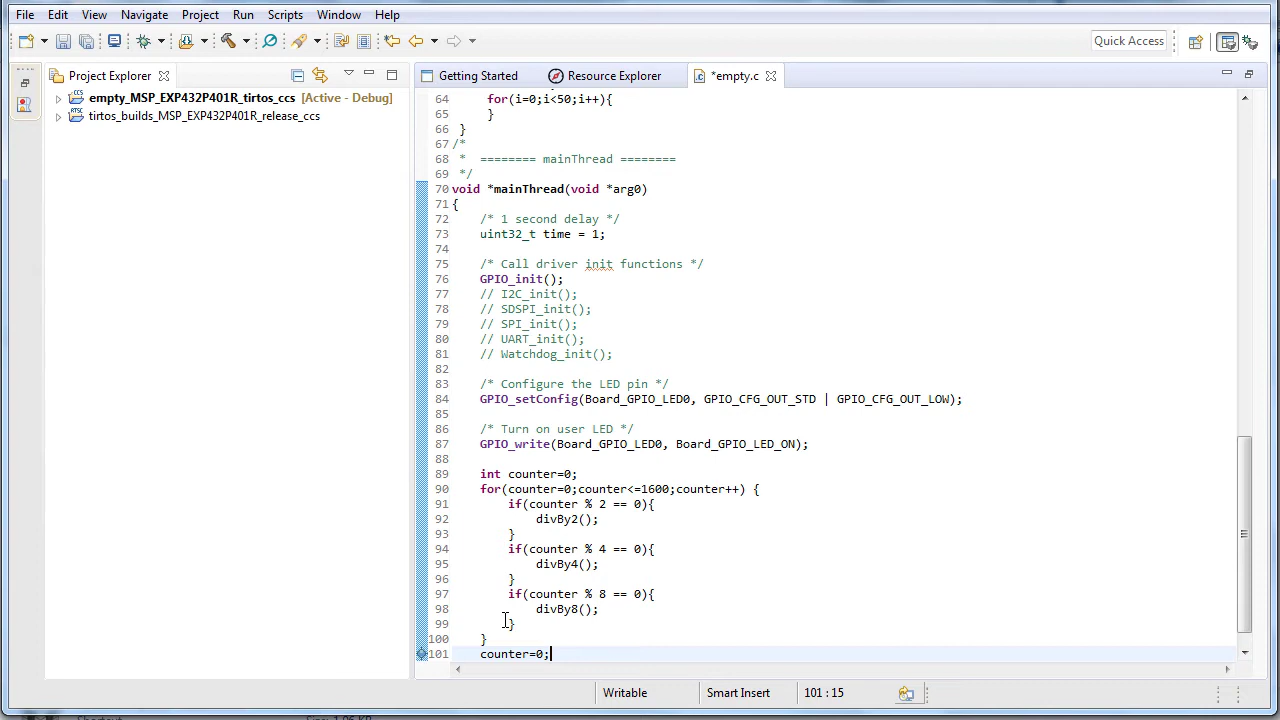 File Edit View Navigate Project Run Scripts Window Help
Quick Access
Project Explorer
Getting Started Resource Explorer *empty.c
empty_MSP_EXP432P401R_tirtos_ccs [Active - Debug]
tirtos_builds_MSP_EXP432P401R_release_ccs
64 for(i=0;i<50;i++){
65 }
66 }
67 /*
68 * ======== mainThread ========
69 */
70 void *mainThread(void *arg0)
71 {
72 /* 1 second delay */
73 uint32_t time = 1;
74
75 /* Call driver init functions */
76 GPIO_init();
77 // I2C_init();
78 // SDSPI_init();
79 // SPI_init();
80 // UART_init();
81 // Watchdog_init();
82
83 /* Configure the LED pin */
84 GPIO_setConfig(Board_GPIO_LED0, GPIO_CFG_OUT_STD | GPIO_CFG_OUT_LOW);
85
86 /* Turn on user LED */
87 GPIO_write(Board_GPIO_LED0, Board_GPIO_LED_ON);
88
89 int counter=0;
90 for(counter=0;counter<=1600;counter++) {
91 if(counter % 2 == 0){
92 divBy2();
93 }
94 if(counter % 4 == 0){
95 divBy4();
96 }
97 if(counter % 8 == 0){
98 divBy8();
99 }
100 }
101 counter=0;
Writable Smart Insert 101 : 15